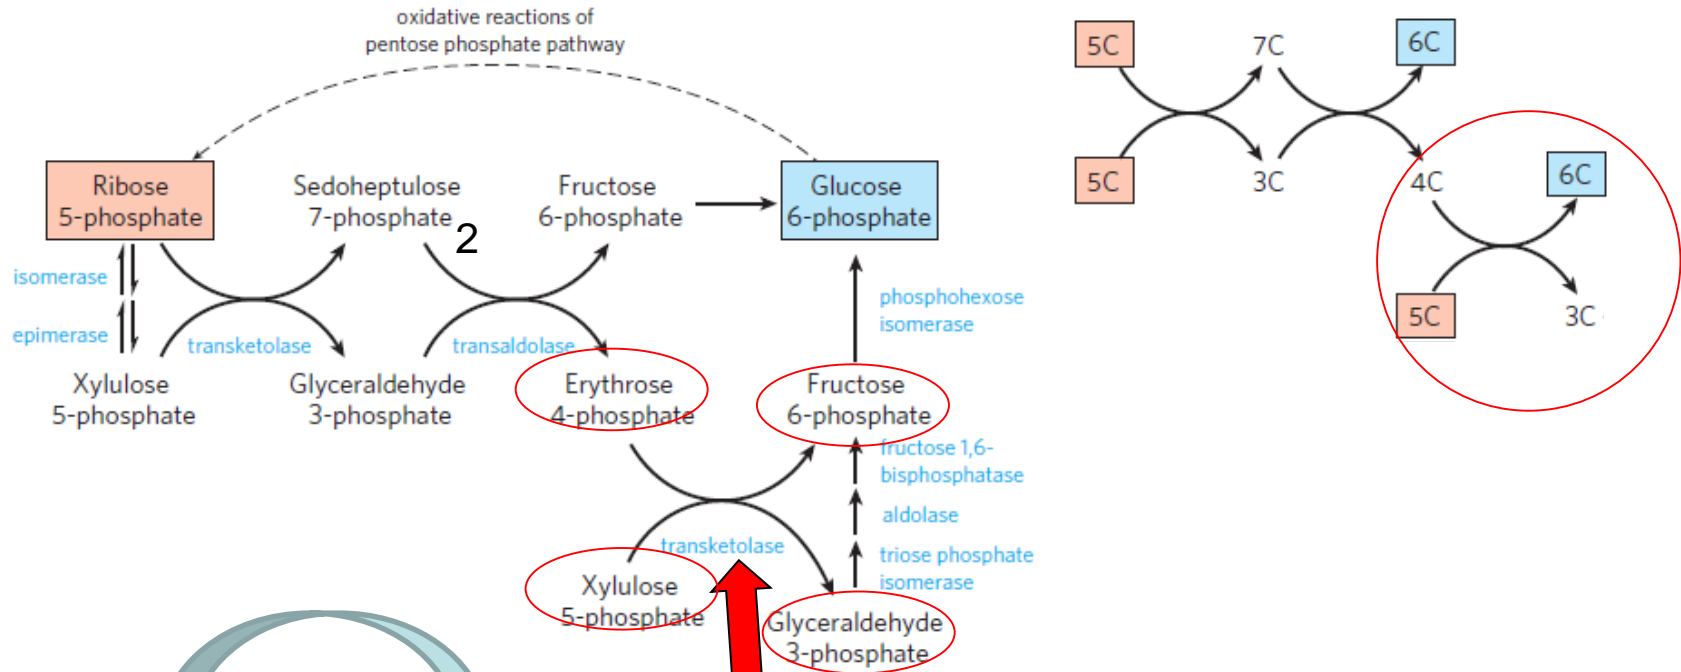 oxidative reactions of
pentose phosphate pathway
Ribose
5-phosphate
Sedoheptulose
7-phosphate
2
Fructose
6-phosphate
Glucose
6-phosphate
isomerase
epimerase
transketolase
transaldolase
phosphohexose
isomerase
Xylulose
5-phosphate
Glyceraldehyde
3-phosphate
Erythrose
4-phosphate
Fructose
6-phosphate
fructose 1,6-
bisphosphatase
aldolase
transketolase
triose phosphate
isomerase
Xylulose
5-phosphate
Glyceraldehyde
3-phosphate
5C
7C
6C
5C
3C
4C
6C
5C
3C